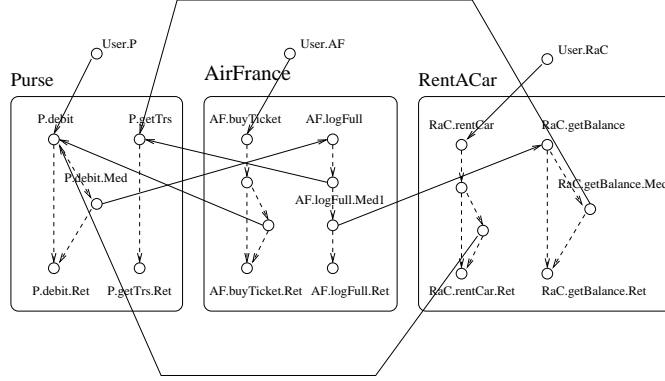 User.P
User.AF
User.RaC
Purse
AirFrance
RentACar
P.debit
P.getTrs
AF.buyTicket
AF.logFull
RaC.rentCar
RaC.getBalance
P.debit.Med
RaC.getBalance.Med
AF.logFull.Med1
P.debit.Ret
P.getTrs.Ret
AF.buyTicket.Ret
AF.logFull.Ret
RaC.rentCar.Ret
RaC.getBalance.Ret